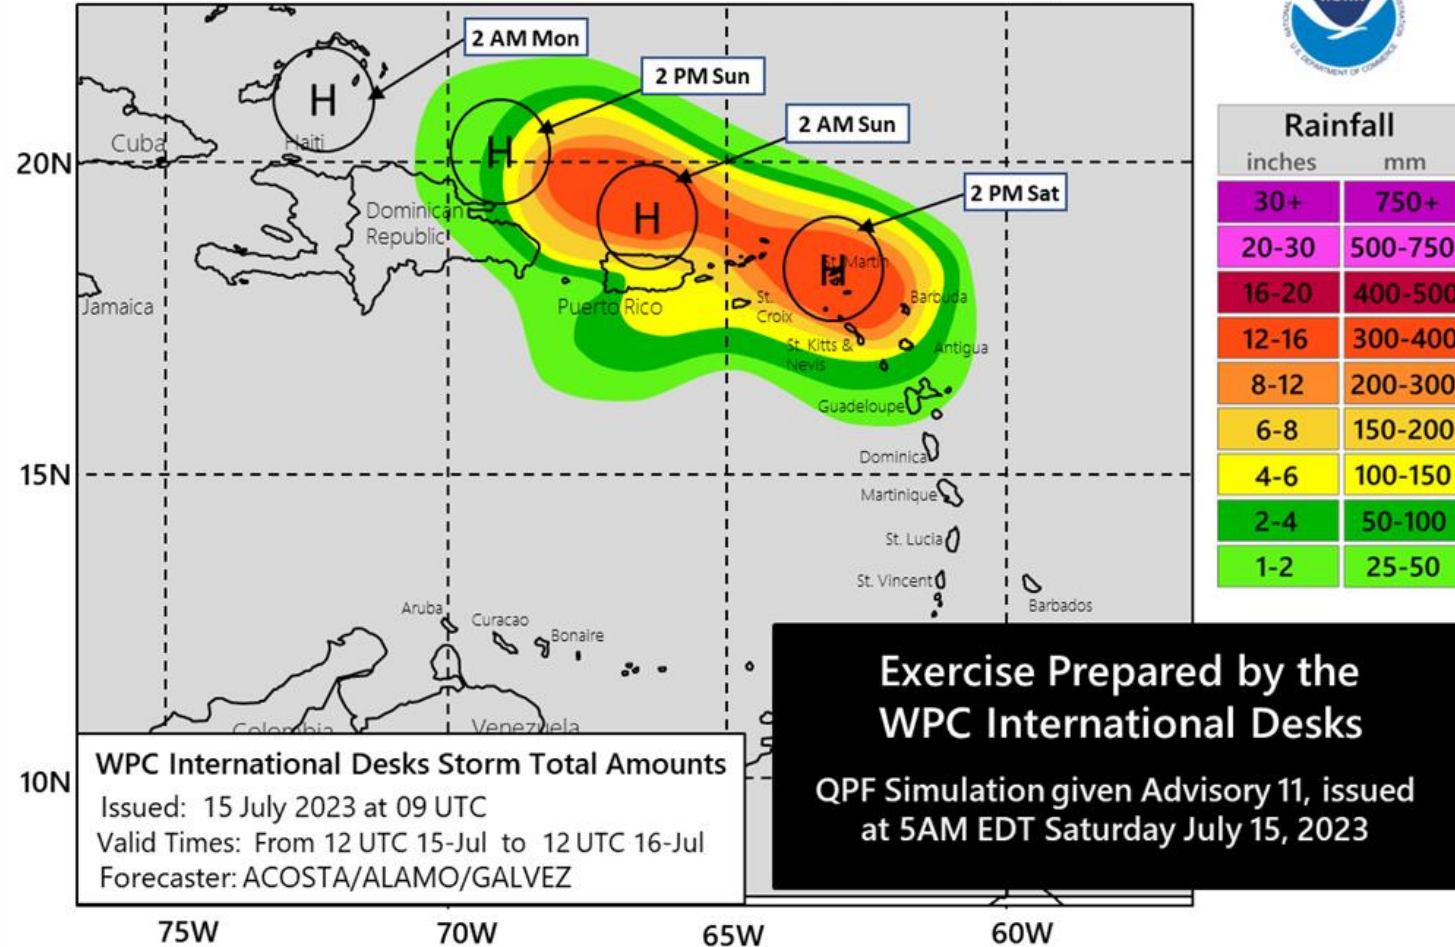 2 AM Mon
2 PM Sun
2 AM Sun
2 PM Sat
H
H
H
H
Cuba
Haiti
Dominican
Republic
Jamaica
Puerto Rico
St. Martin
St.
Croix
Barbuda
St. Kitts &
Nevis
Antigua
Guadeloupe
Dominica
Martinique
St. Lucia
St. Vincent
Barbados
Aruba
Curacao
Bonaire
Colombia
Venezuela
20N
15N
10N
75W
70W
65W
60W
U.S. DEPARTMENT OF COMMERCE
Rainfall
inches mm
30+ 750+
20-30 500-750
16-20 400-500
12-16 300-400
8-12 200-300
6-8 150-200
4-6 100-150
2-4 50-100
1-2 25-50
WPC International Desks Storm Total Amounts
Issued: 15 July 2023 at 09 UTC
Valid Times: From 12 UTC 15-Jul to 12 UTC 16-Jul
Forecaster: ACOSTA/ALAMO/GALVEZ
Exercise Prepared by the
WPC International Desks
QPF Simulation given Advisory 11, issued
at 5AM EDT Saturday July 15, 2023